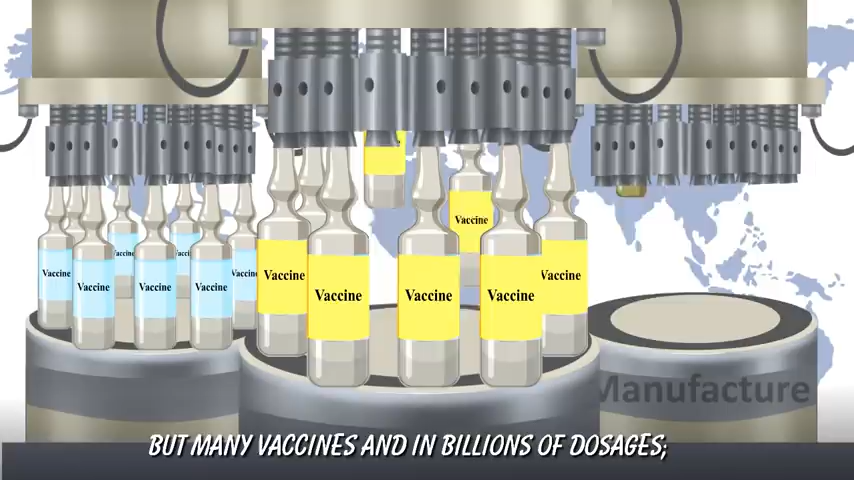 Vaccine
Vaccine
Vaccine
Vaccine
Vaccine
Vaccine
Vaccine
Vaccine
Vaccine
Vaccine
Vaccine
Manufacture
BUT MANY VACCINES AND IN BILLIONS OF DOSAGES;